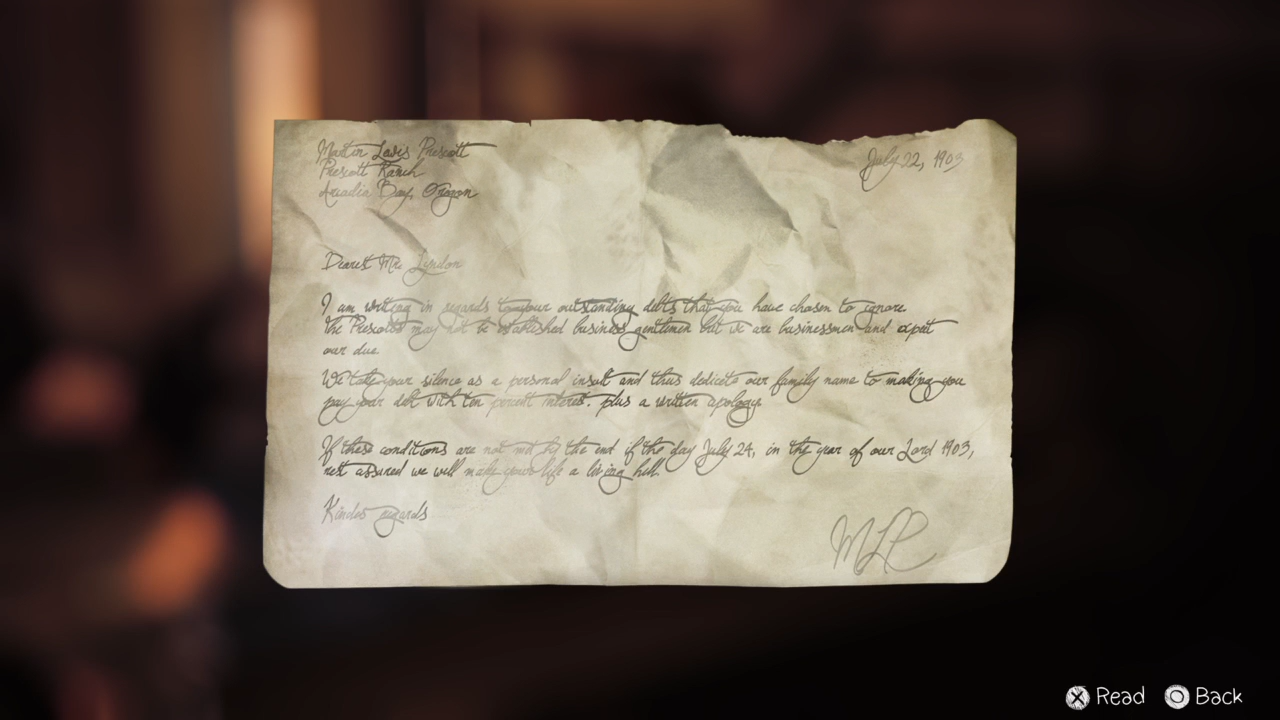 Martin Lewis Prescott
Prescott Ranch
Arcadia Bay, Oregon
July 22, 1903
Dearest Mr. Lyndon
I am writing in regards to your outstanding debts that you have chosen to ignore.
The Prescotts may not be established business gentlemen but we are businessmen and expect
our due.
We take your silence as a personal insult and thus dedicate our family name to making you
pay your debt with ten percent interest. plus a written apology.
If these conditions are not met by the end if the day July 24, in the year of our Lord 1903,
rest assured we will make your life a living hell.
Kindest regards
MLP
Read
Back